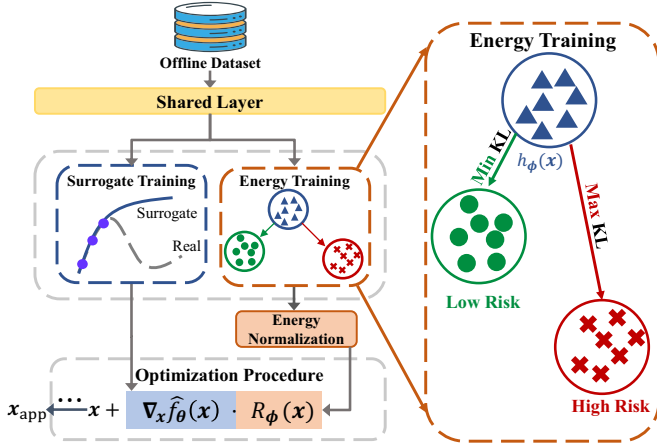 Offline Dataset
Shared Layer
Surrogate Training
Surrogate
Real
Energy Training
Energy
Normalization
Optimization Procedure
x_app ← ··· x + ∇_x f̂_θ(x) · R_ϕ(x)
Energy Training
h_ϕ(x)
Min KL
Max KL
Low Risk
High Risk